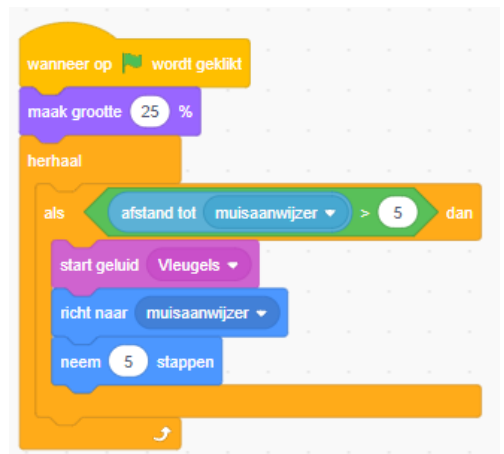 wanneer op wordt geklikt
maak grootte 25 %
herhaal
als afstand tot muisaanwijzer > 5 dan
start geluid Vleugels
richt naar muisaanwijzer
neem 5 stappen